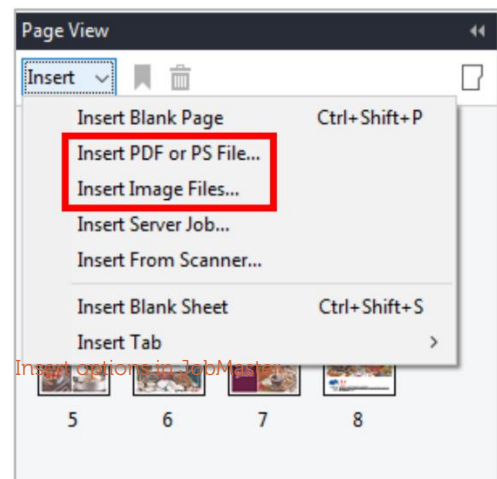 Page View
Insert
Insert Blank Page Ctrl+Shift+P
Insert PDF or PS File...
Insert Image Files...
Insert Server Job...
Insert From Scanner...
Insert Blank Sheet Ctrl+Shift+S
Insert Tab >
Insert options in JobMaster
5 6 7 8